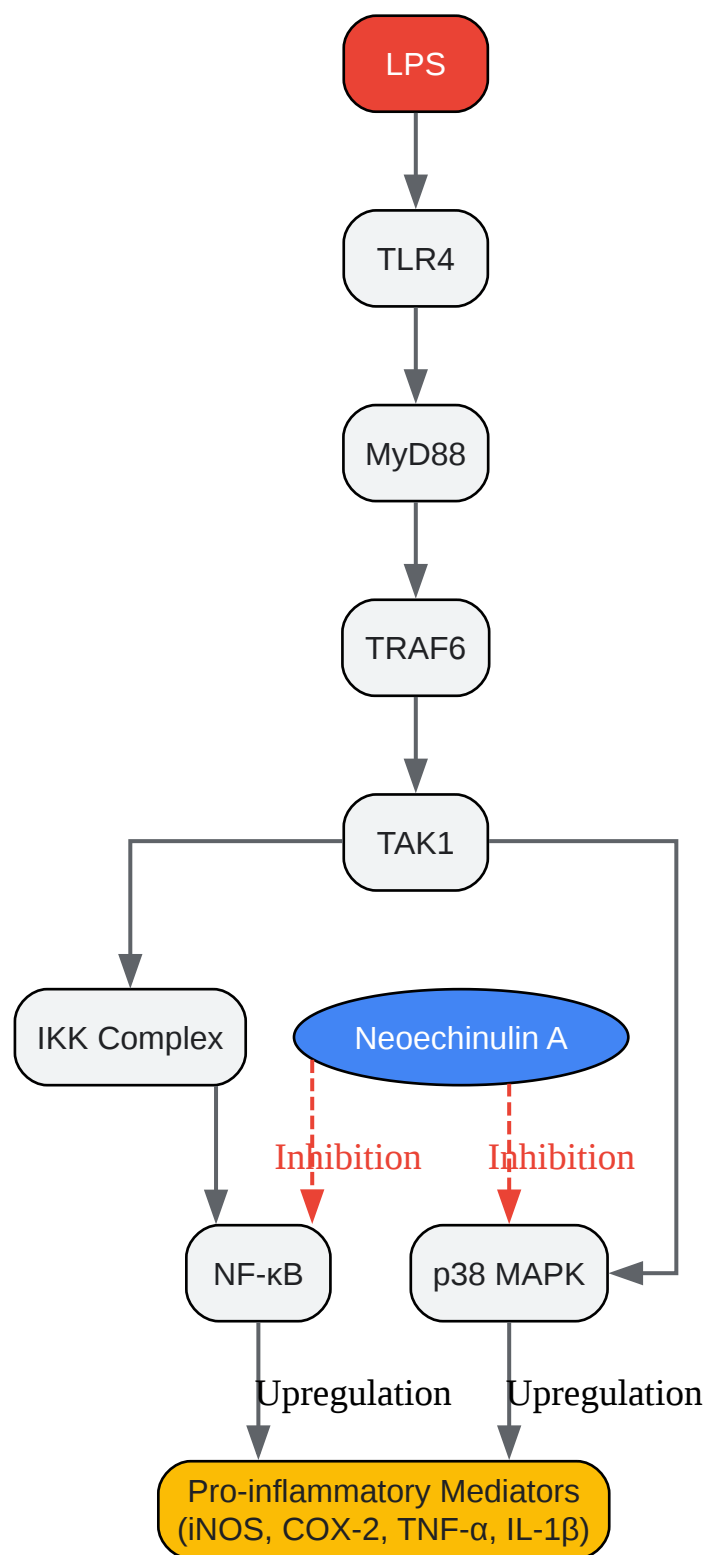 LPS
TLR4
MyD88
TRAF6
TAK1
IKK Complex
Neoechinulin A
Inhibition
Inhibition
NF-κB
p38 MAPK
Upregulation
Upregulation
Pro-inflammatory Mediators
(iNOS, COX-2, TNF-α, IL-1β)